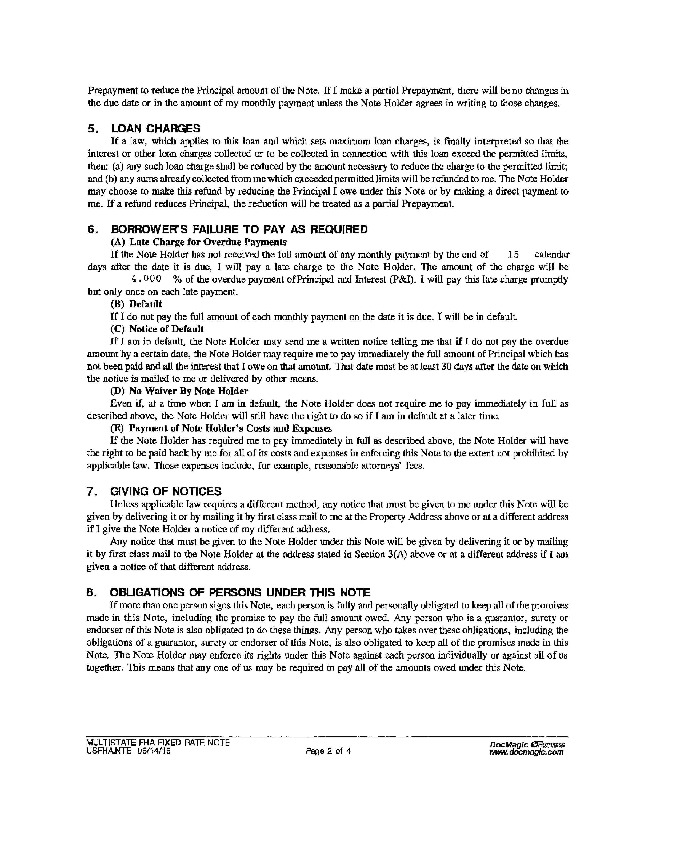 Prepayment to reduce the Principal amount of the Note. If I make a partial Prepayment, there will be no changes in
the due date or in the amount of my monthly payment unless the Note Holder agrees in writing to those changes.
5. LOAN CHARGES
If a law, which applies to this loan and which sets maximum loan charges, is finally interpreted so that the
interest or other loan charges collected or to be collected in connection with this loan exceed the permitted limits,
then: (a) any such loan charge shall be reduced by the amount necessary to reduce the charge to the permitted limit;
and (b) any sums already collected from me which exceeded permitted limits will be refunded to me. The Note Holder
may choose to make this refund by reducing the Principal I owe under this Note or by making a direct payment to
me. If a refund reduces Principal, the reduction will be treated as a partial Prepayment.
6. BORROWER'S FAILURE TO PAY AS REQUIRED
(A) Late Charge for Overdue Payments
If the Note Holder has not received the full amount of any monthly payment by the end of 15 calendar
days after the date it is due, I will pay a late charge to the Note Holder. The amount of the charge will be
4.000 % of the overdue payment of Principal and Interest (P&I). I will pay this late charge promptly
but only once on each late payment.
(B) Default
If I do not pay the full amount of each monthly payment on the date it is due. I will be in default.
(C) Notice of Default
If I am in default, the Note Holder may send me a written notice telling me that if I do not pay the overdue
amount by a certain date, the Note Holder may require me to pay immediately the full amount of Principal which has
not been paid and all the interest that I owe on that amount. That date must be at least 30 days after the date on which
the notice is mailed to me or delivered by other means.
(D) No Waiver By Note Holder
Even if, at a time when I am in default, the Note Holder does not require me to pay immediately in full as
described above, the Note Holder will still have the right to do so if I am in default at a later time.
(E) Payment of Note Holder's Costs and Expenses
If the Note Holder has required me to pay immediately in full as described above, the Note Holder will have
the right to be paid back by me for all of its costs and expenses in enforcing this Note to the extent not prohibited by
applicable law. Those expenses include, for example, reasonable attorneys' fees.
7. GIVING OF NOTICES
Unless applicable law requires a different method, any notice that must be given to me under this Note will be
given by delivering it or by mailing it by first class mail to me at the Property Address above or at a different address
if I give the Note Holder a notice of my different address.
Any notice that must be given to the Note Holder under this Note will be given by delivering it or by mailing
it by first class mail to the Note Holder at the address stated in Section 3(A) above or at a different address if I am
given a notice of that different address.
8. OBLIGATIONS OF PERSONS UNDER THIS NOTE
If more than one person signs this Note, each person is fully and personally obligated to keep all of the promises
made in this Note, including the promise to pay the full amount owed. Any person who is a guarantor, surety or
endorser of this Note is also obligated to do these things. Any person who takes over these obligations, including the
obligations of a guarantor, surety or endorser of this Note, is also obligated to keep all of the promises made in this
Note. The Note Holder may enforce its rights under this Note against each person individually or against all of us
together. This means that any one of us may be required to pay all of the amounts owed under this Note.
MULTISTATE FHA FIXED RATE NOTE
USFHA.NTE
Page 2 of 4
DocMagic
www.docmagic.com